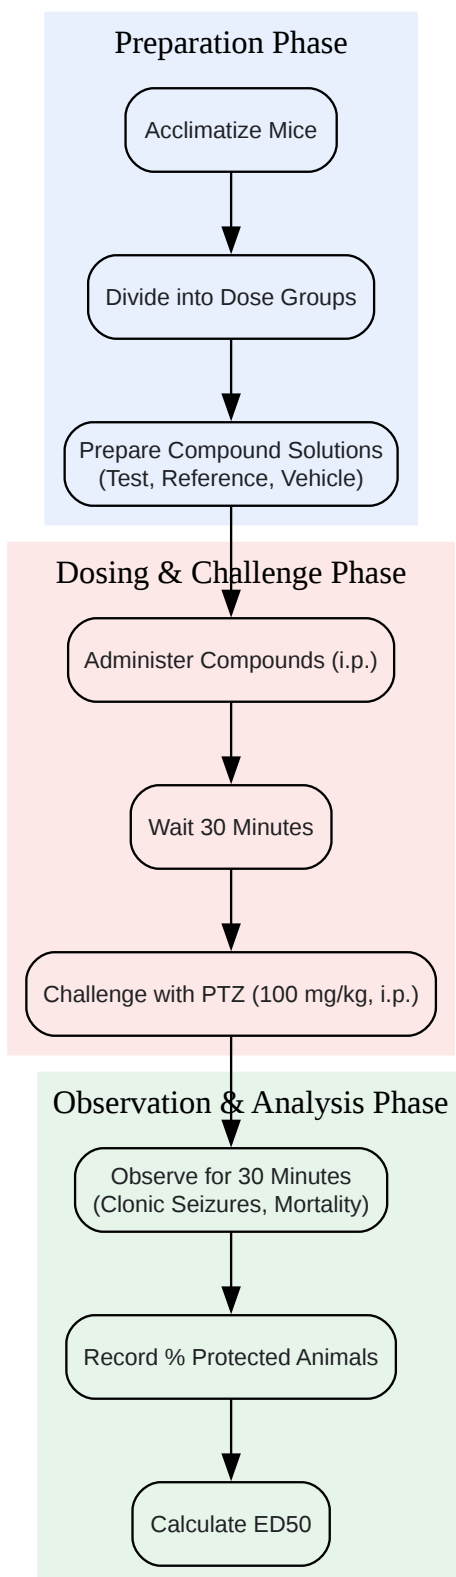 Preparation Phase
Acclimatize Mice
Divide into Dose Groups
Prepare Compound Solutions
(Test, Reference, Vehicle)
Dosing & Challenge Phase
Administer Compounds (i.p.)
Wait 30 Minutes
Challenge with PTZ (100 mg/kg, i.p.)
Observation & Analysis Phase
Observe for 30 Minutes
(Clonic Seizures, Mortality)
Record % Protected Animals
Calculate ED50